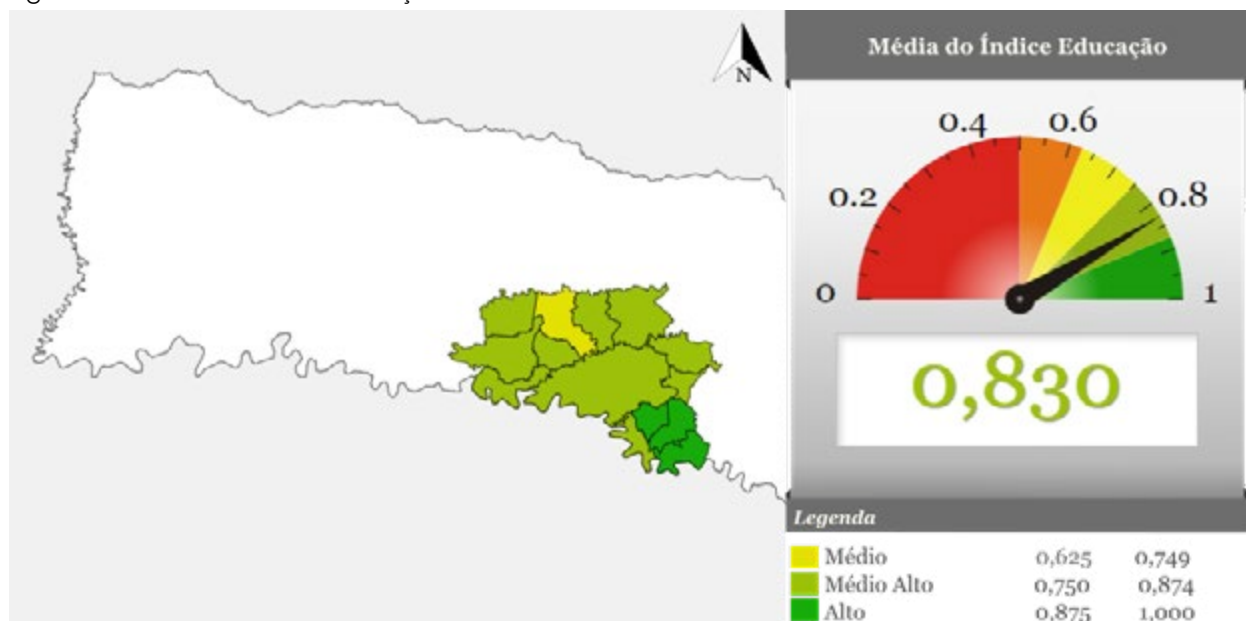 N
Média do Índice Educação
0.4 0.6
0.2 0.8
0 1
0,830
Legenda
Médio 0,625 0,749
Médio Alto 0,750 0,874
Alto 0,875 1,000